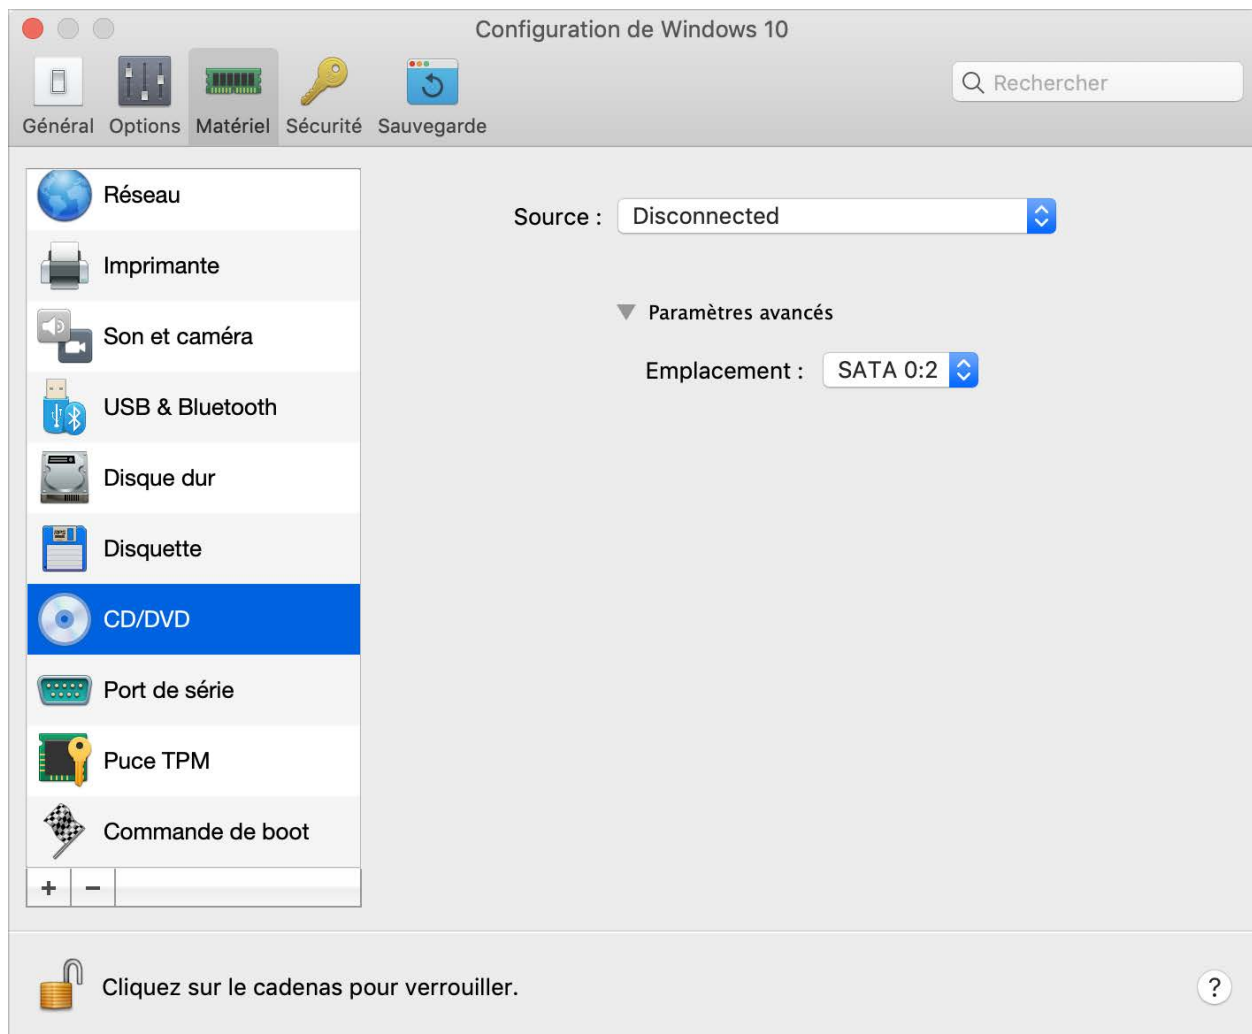 Configuration de Windows 10
Rechercher
Général Options Matériel Sécurité Sauvegarde
Réseau
Imprimante
Son et caméra
USB & Bluetooth
Disque dur
Disquette
CD/DVD
Port de série
Puce TPM
Commande de boot
+ −
Source : Disconnected
Paramètres avancés
Emplacement : SATA 0:2
Cliquez sur le cadenas pour verrouiller.
?